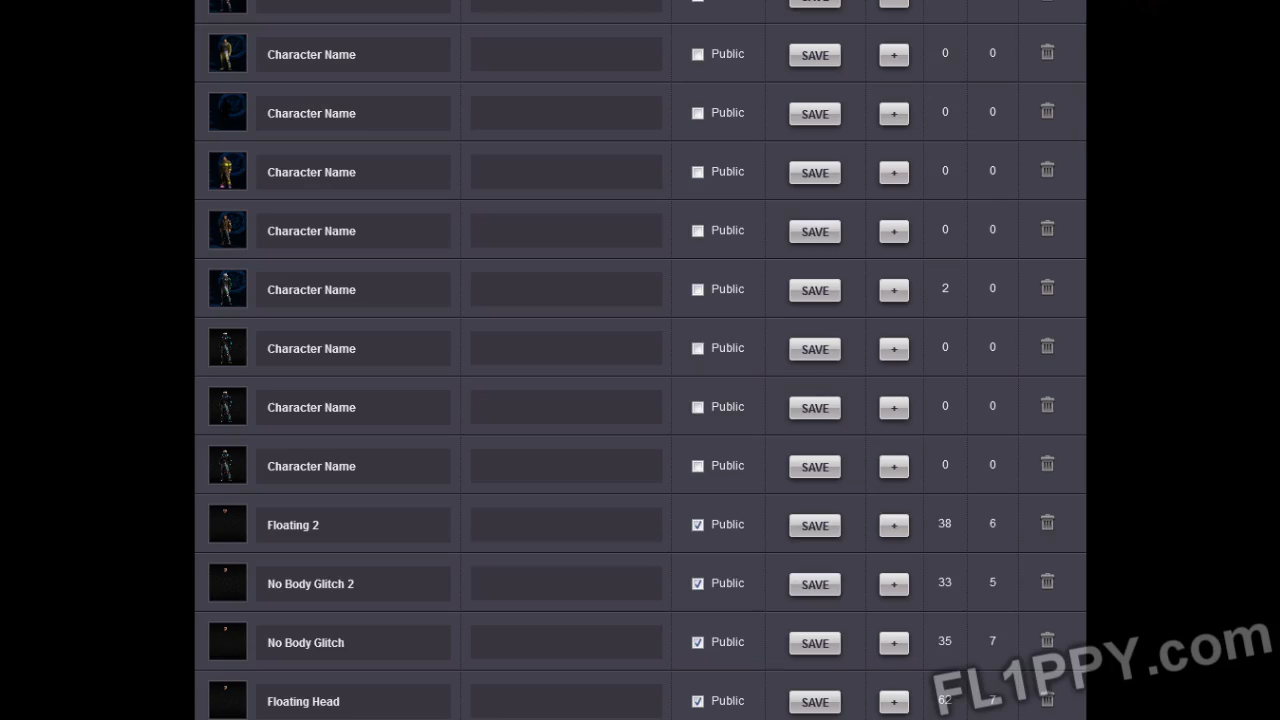 Character Name Public SAVE + 0 0
Character Name Public SAVE + 0 0
Character Name Public SAVE + 0 0
Character Name Public SAVE + 0 0
Character Name Public SAVE + 2 0
Character Name Public SAVE + 0 0
Character Name Public SAVE + 0 0
Character Name Public SAVE + 0 0
Floating 2 Public SAVE + 38 6
No Body Glitch 2 Public SAVE + 33 5
No Body Glitch Public SAVE + 35 7
Floating Head Public SAVE + 62 7
FL1PPY.com